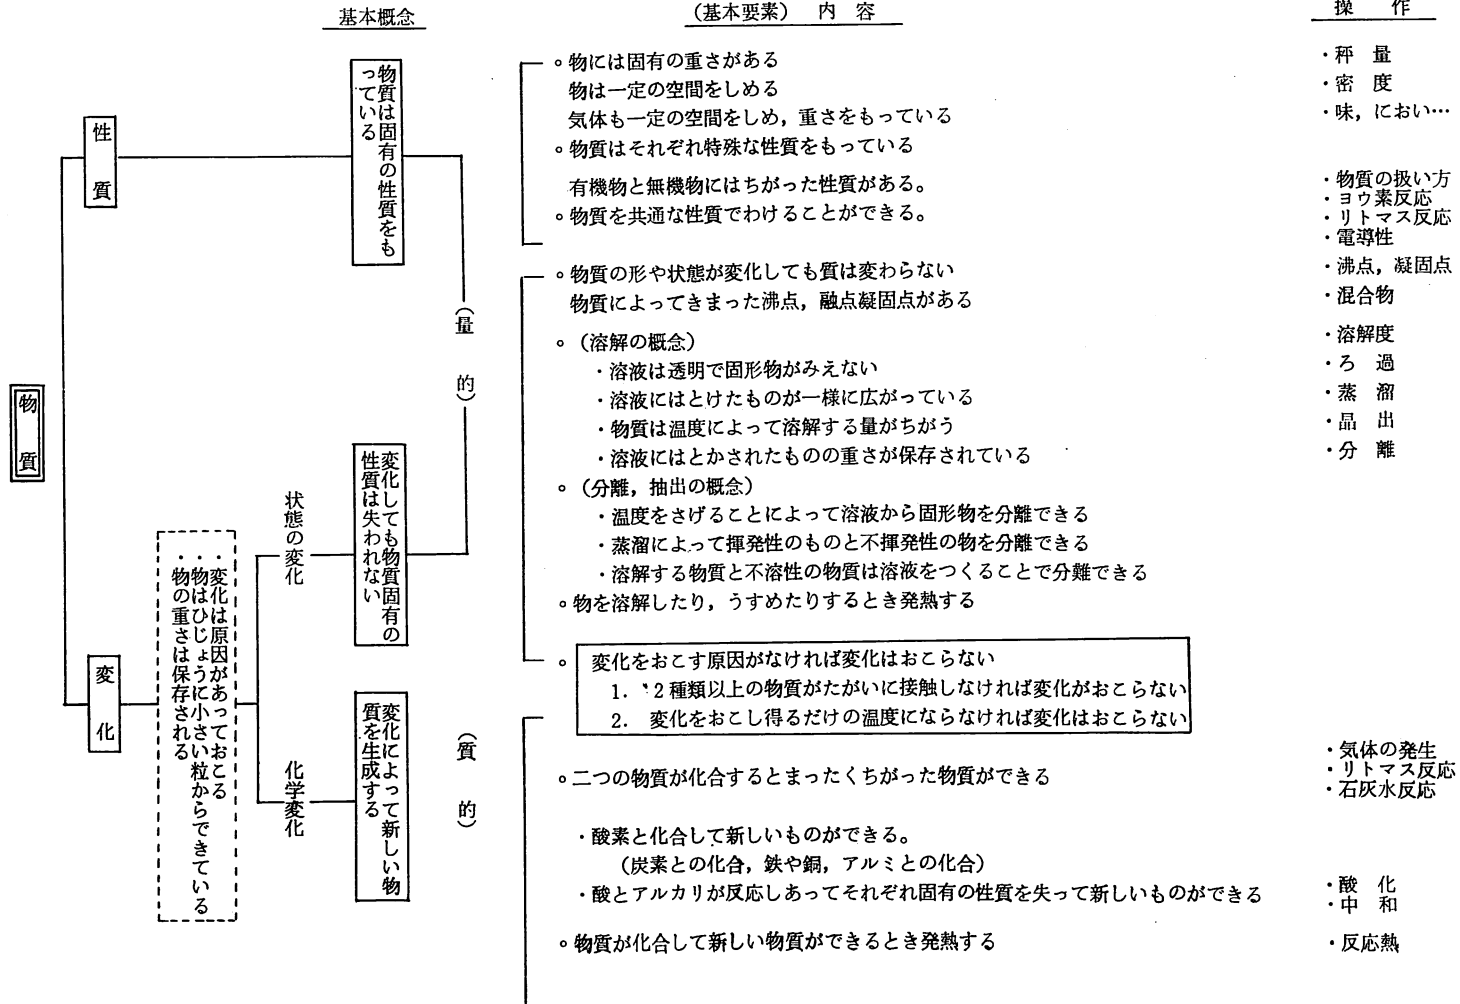 基本概念
(基本要素) 内 容
操 作
物 質
性 質
変 化
物質は固有の性質をも
っている
(量 的)
・変化は原因があっておこる
・物はひじょうに小さい粒からできている
・物の重さは保存される
状態の変化
変化しても物質固有の
性質は失われない
化学変化
変化によって新しい物
質を生成する
(質 的)
◦物には固有の重さがある
物は一定の空間をしめる
気体も一定の空間をしめ,重さをもっている
◦物質はそれぞれ特殊な性質をもっている
有機物と無機物にはちがった性質がある。
◦物質を共通な性質でわけることができる。
◦物質の形や状態が変化しても質は変わらない
物質によってきまった沸点,融点凝固点がある
◦(溶解の概念)
・溶液は透明で固形物がみえない
・溶液にはとけたものが一様に広がっている
・物質は温度によって溶解する量がちがう
・溶液にはとかされたものの重さが保存されている
◦(分離,抽出の概念)
・温度をさげることによって溶液から固形物を分離できる
・蒸溜によって揮発性のものと不揮発性の物を分離できる
・溶解する物質と不溶性の物質は溶液をつくることで分離できる
◦物を溶解したり,うすめたりするとき発熱する
◦ 変化をおこす原因がなければ変化はおこらない
1. 2種類以上の物質がたがいに接触しなければ変化がおこらない
2. 変化をおこし得るだけの温度にならなければ変化はおこらない
◦二つの物質が化合するとまったくちがった物質ができる
・酸素と化合して新しいものができる。
(炭素との化合,鉄や銅,アルミとの化合)
・酸とアルカリが反応しあってそれぞれ固有の性質を失って新しいものができる
◦物質が化合して新しい物質ができるとき発熱する
・秤 量
・密 度
・味,におい…
・物質の扱い方
・ヨウ素反応
・リトマス反応
・電導性
・沸点,凝固点
・混合物
・溶解度
・ろ 過
・蒸 溜
・晶 出
・分 離
・気体の発生
・リトマス反応
・石灰水反応
・酸 化
・中 和
・反応熱